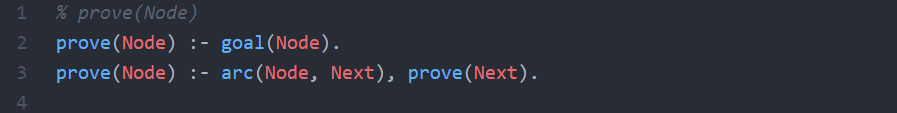 1 % prove(Node)
2 prove(Node) :- goal(Node).
3 prove(Node) :- arc(Node, Next), prove(Next).
4